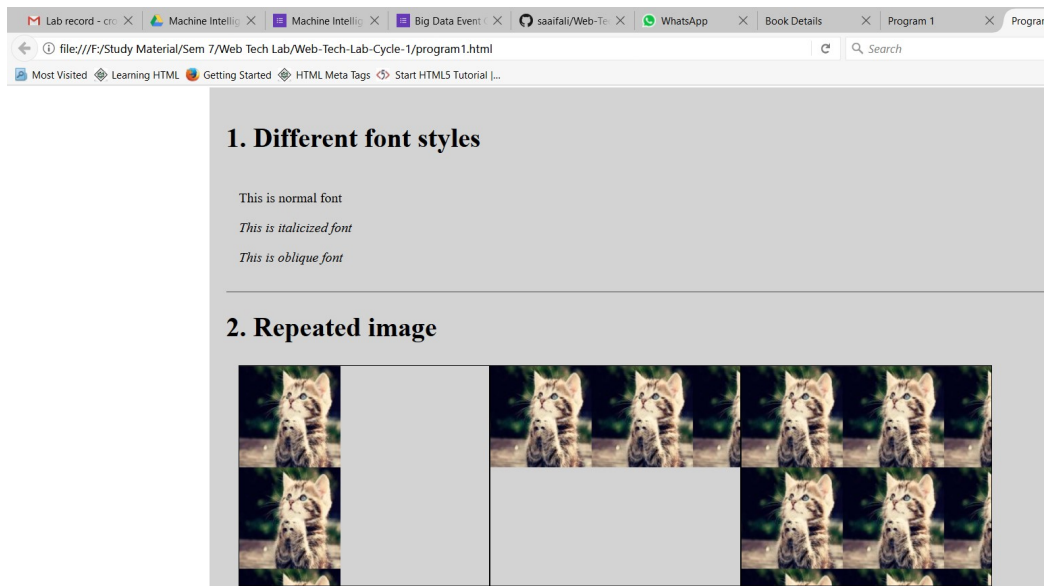 Lab record - cro
Machine Intellig
Machine Intellig
Big Data Event
saaifali/Web-Te
WhatsApp
Book Details
Program 1
Progra
file:///F:/Study Material/Sem 7/Web Tech Lab/Web-Tech-Lab-Cycle-1/program1.html
Search
Most Visited Learning HTML Getting Started HTML Meta Tags Start HTML5 Tutorial |...
1. Different font styles
This is normal font
This is italicized font
This is oblique font
2. Repeated image